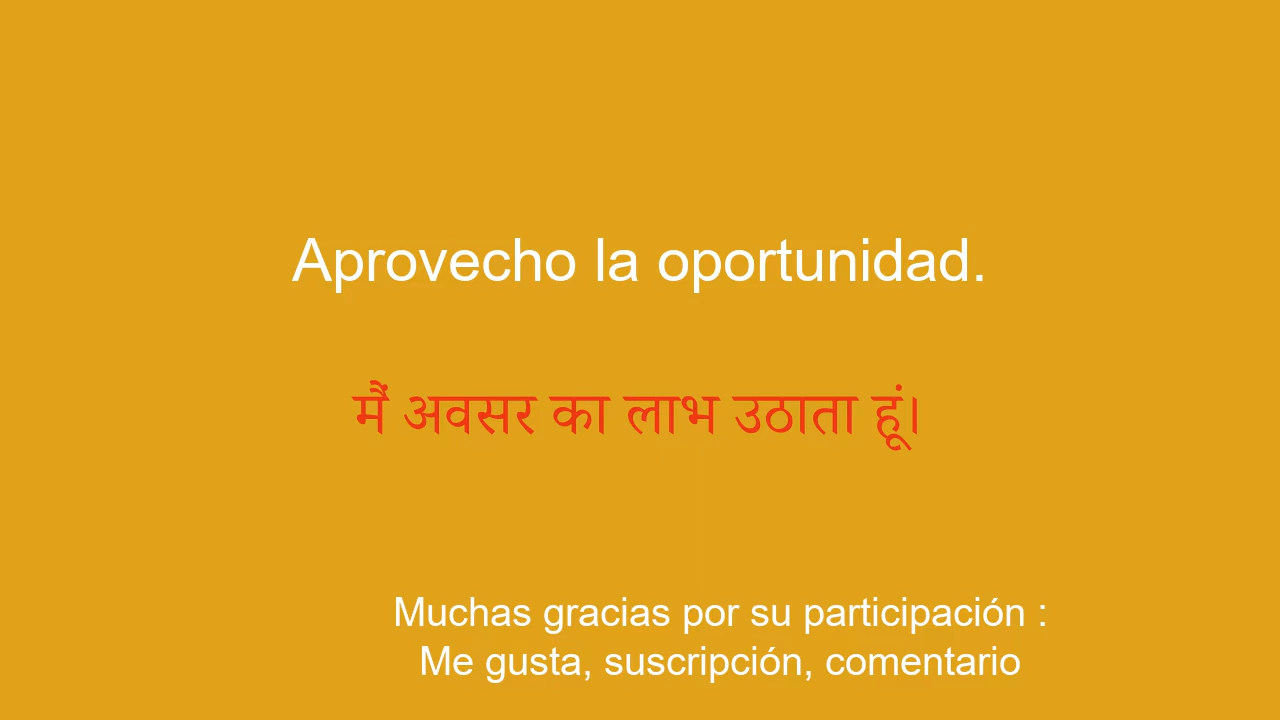 Aprovecho la oportunidad.
मैं अवसर का लाभ उठाता हूं।
Muchas gracias por su participación :
Me gusta, suscripción, comentario